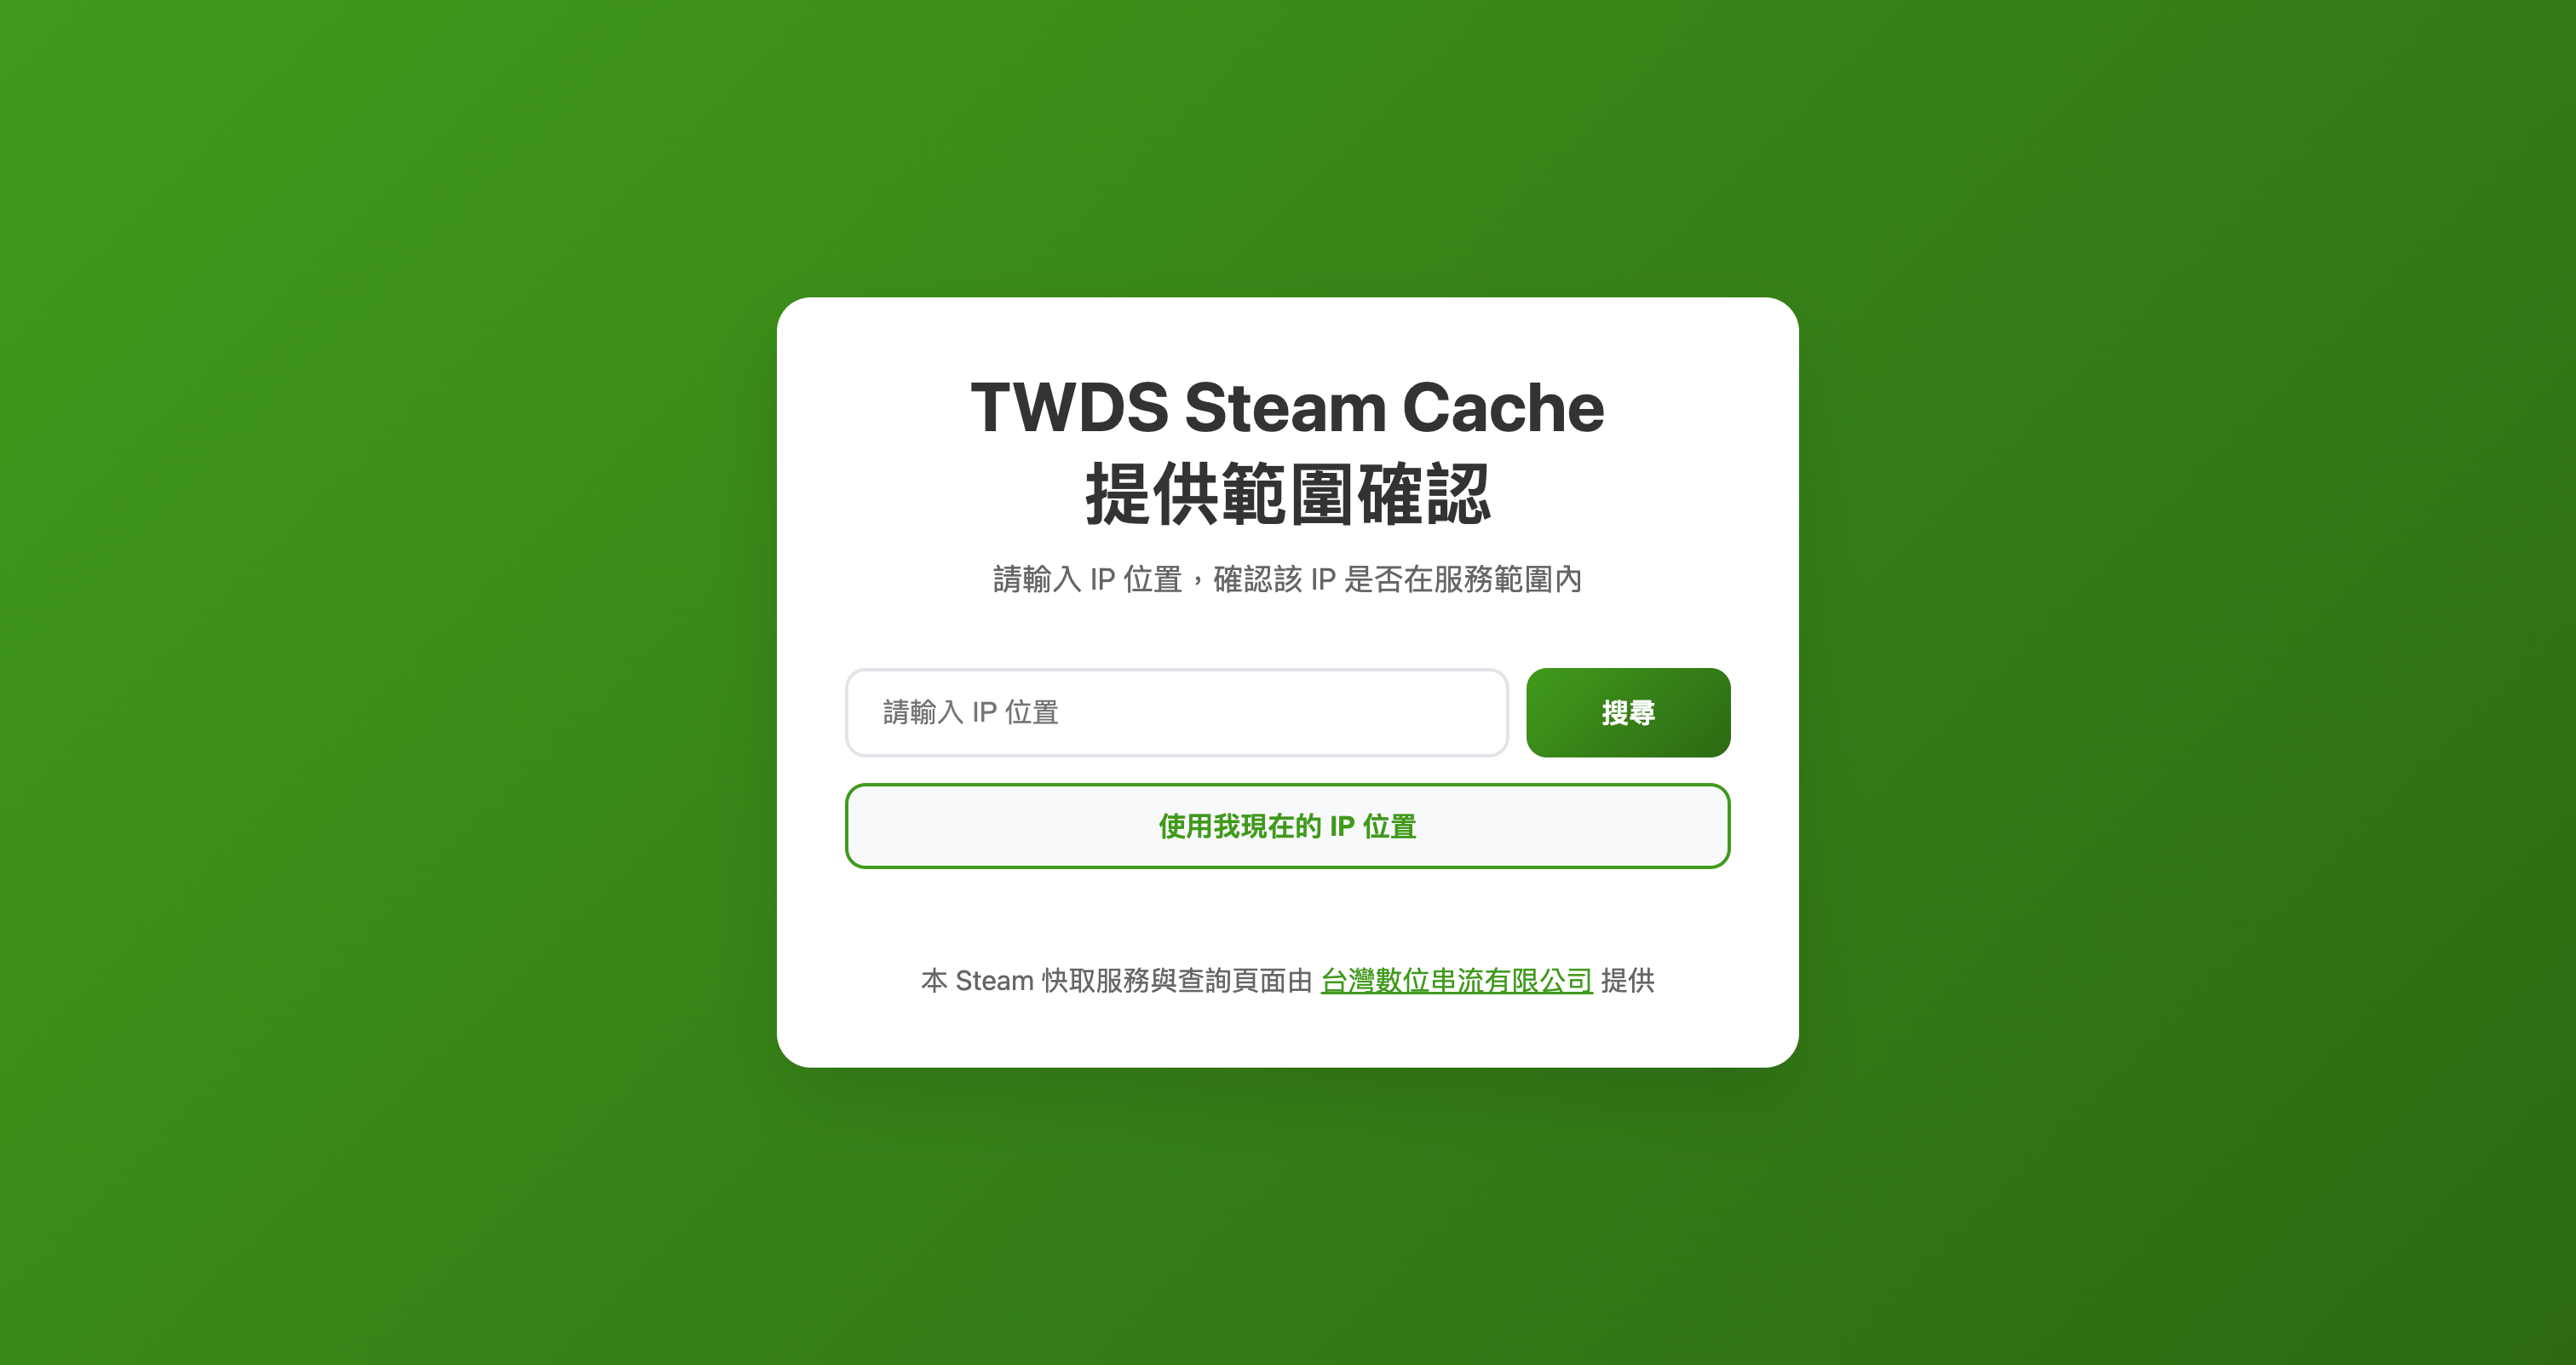 TWDS Steam Cache
提供範圍確認
請輸入 IP 位置，確認該 IP 是否在服務範圍內
請輸入 IP 位置
搜尋
使用我現在的 IP 位置
本 Steam 快取服務與查詢頁面由 台灣數位串流有限公司 提供